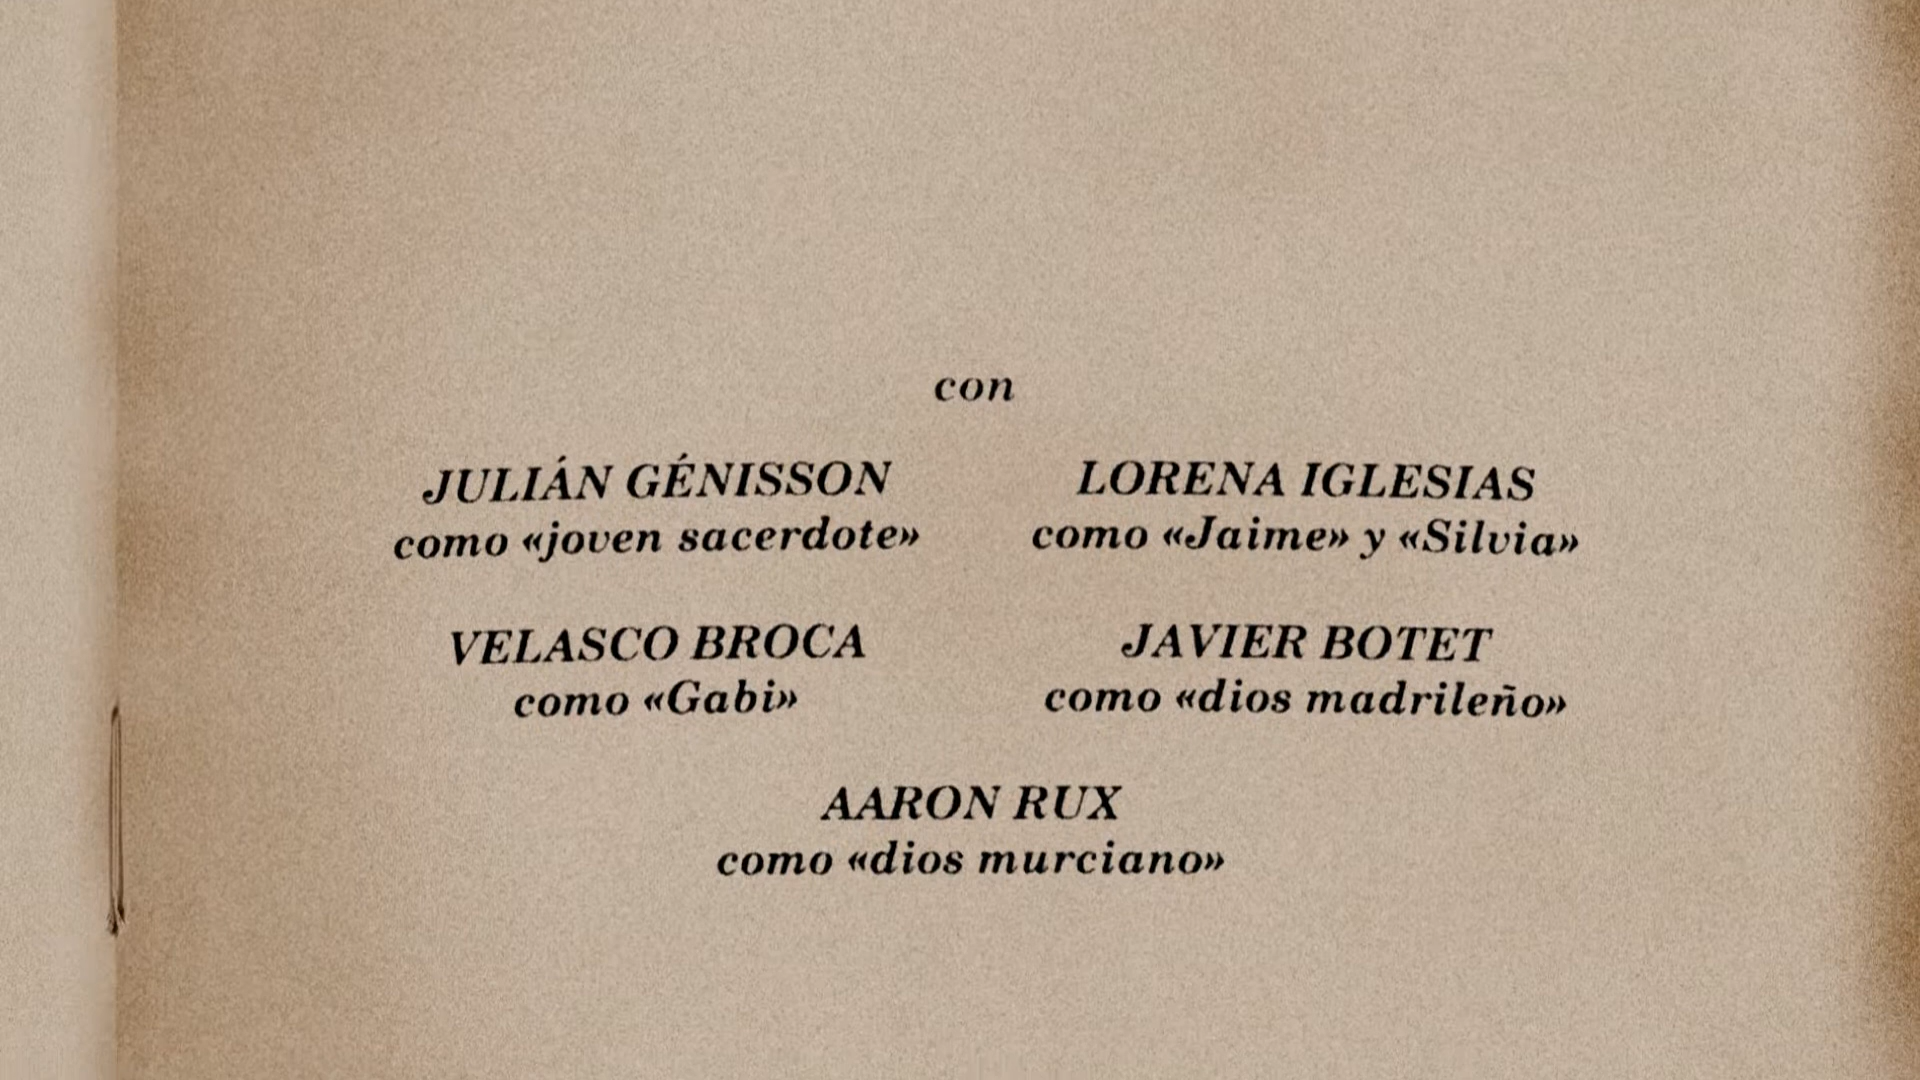 con
JULIÁN GÉNISSON
como «joven sacerdote»
LORENA IGLESIAS
como «Jaime» y «Silvia»
VELASCO BROCA
como «Gabi»
JAVIER BOTET
como «dios madrileño»
AARON RUX
como «dios murciano»